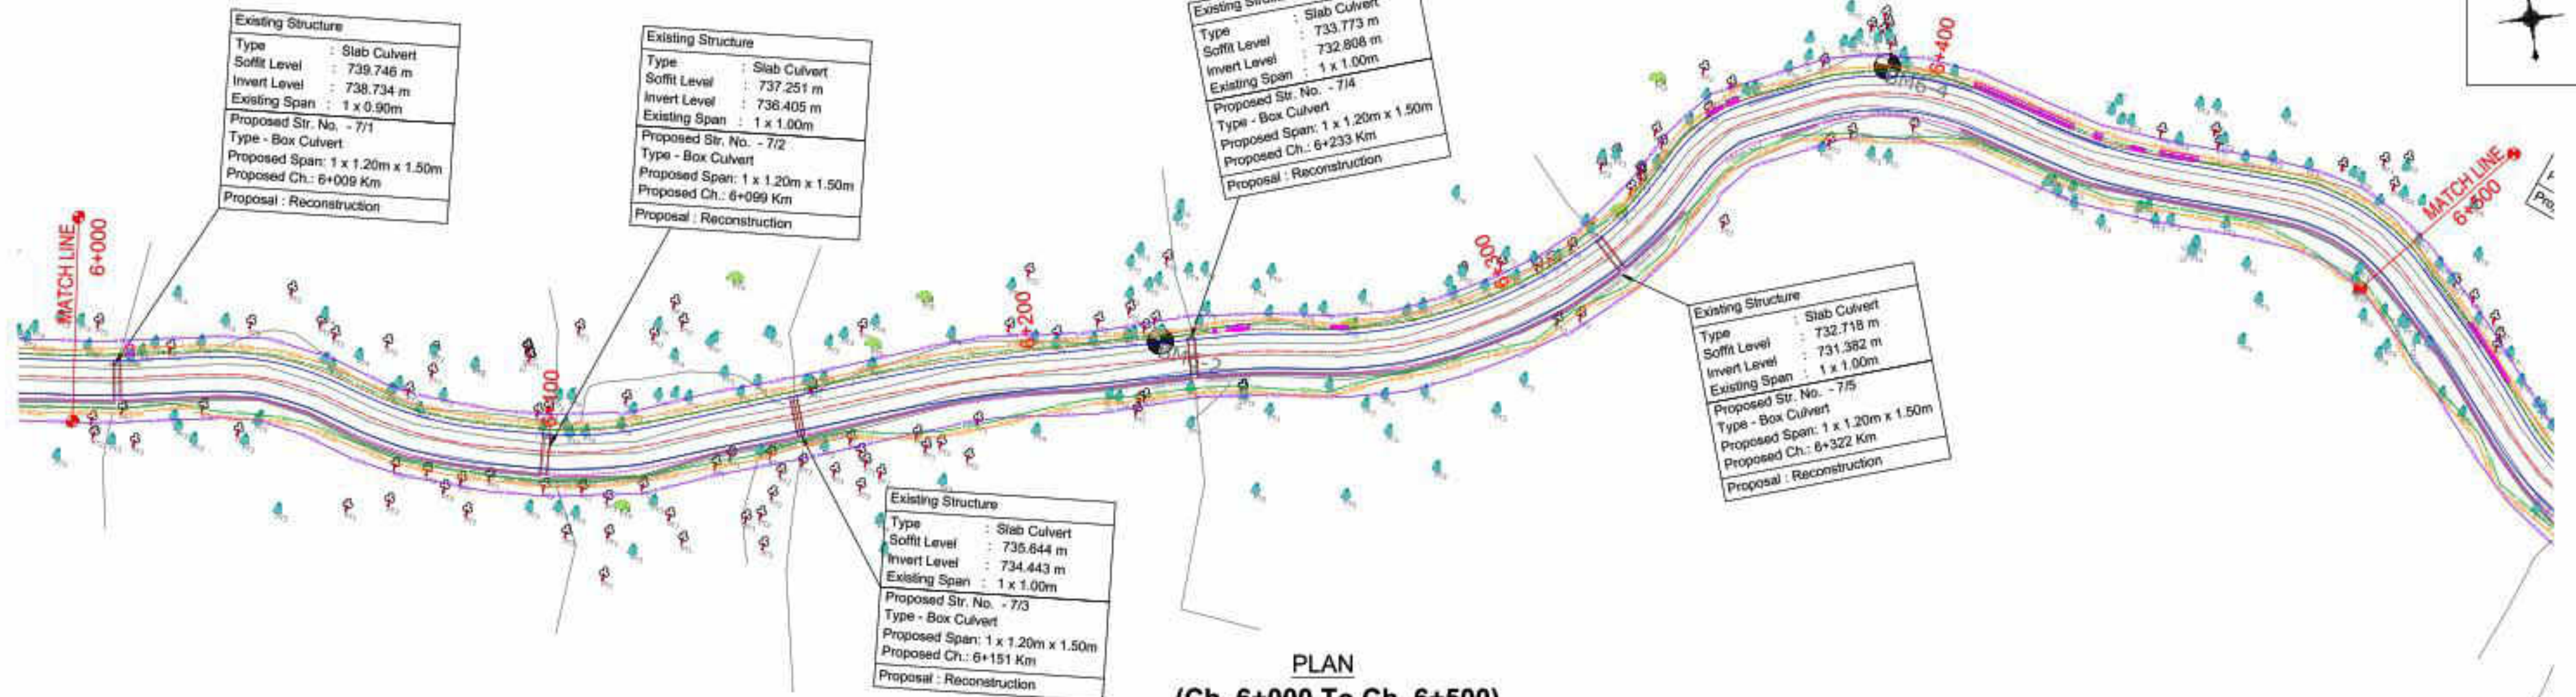 Existing Structure
Type : Slab Culvert
Soffit Level : 739.746 m
Invert Level : 738.734 m
Existing Span : 1 x 0.90m
Proposed Str. No. - 7/1
Type - Box Culvert
Proposed Span: 1 x 1.20m x 1.50m
Proposed Ch.: 6+009 Km
Proposal : Reconstruction
Existing Structure
Type : Slab Culvert
Soffit Level : 737.251 m
Invert Level : 736.405 m
Existing Span : 1 x 1.00m
Proposed Str. No. - 7/2
Type - Box Culvert
Proposed Span: 1 x 1.20m x 1.50m
Proposed Ch.: 6+099 Km
Proposal : Reconstruction
Existing
Type : Slab Culvert
Soffit Level : 733.773 m
Invert Level : 732.808 m
Existing Span : 1 x 1.00m
Proposed Str. No. - 7/4
Type - Box Culvert
Proposed Span: 1 x 1.20m x 1.50m
Proposed Ch.: 6+233 Km
Proposal : Reconstruction
MATCH LINE
6+000
6+100
6+200
6+300
6+400
MATCH LINE
6+500
Existing Structure
Type : Slab Culvert
Soffit Level : 732.718 m
Invert Level : 731.382 m
Existing Span : 1 x 1.00m
Proposed Str. No. - 7/5
Type - Box Culvert
Proposed Span: 1 x 1.20m x 1.50m
Proposed Ch.: 6+322 Km
Proposal : Reconstruction
Existing Structure
Type : Slab Culvert
Soffit Level : 735.644 m
Invert Level : 734.443 m
Existing Span : 1 x 1.00m
Proposed Str. No. - 7/3
Type - Box Culvert
Proposed Span: 1 x 1.20m x 1.50m
Proposed Ch.: 6+151 Km
Proposal : Reconstruction
PLAN
(Ch. 6+000 To Ch. 6+500)